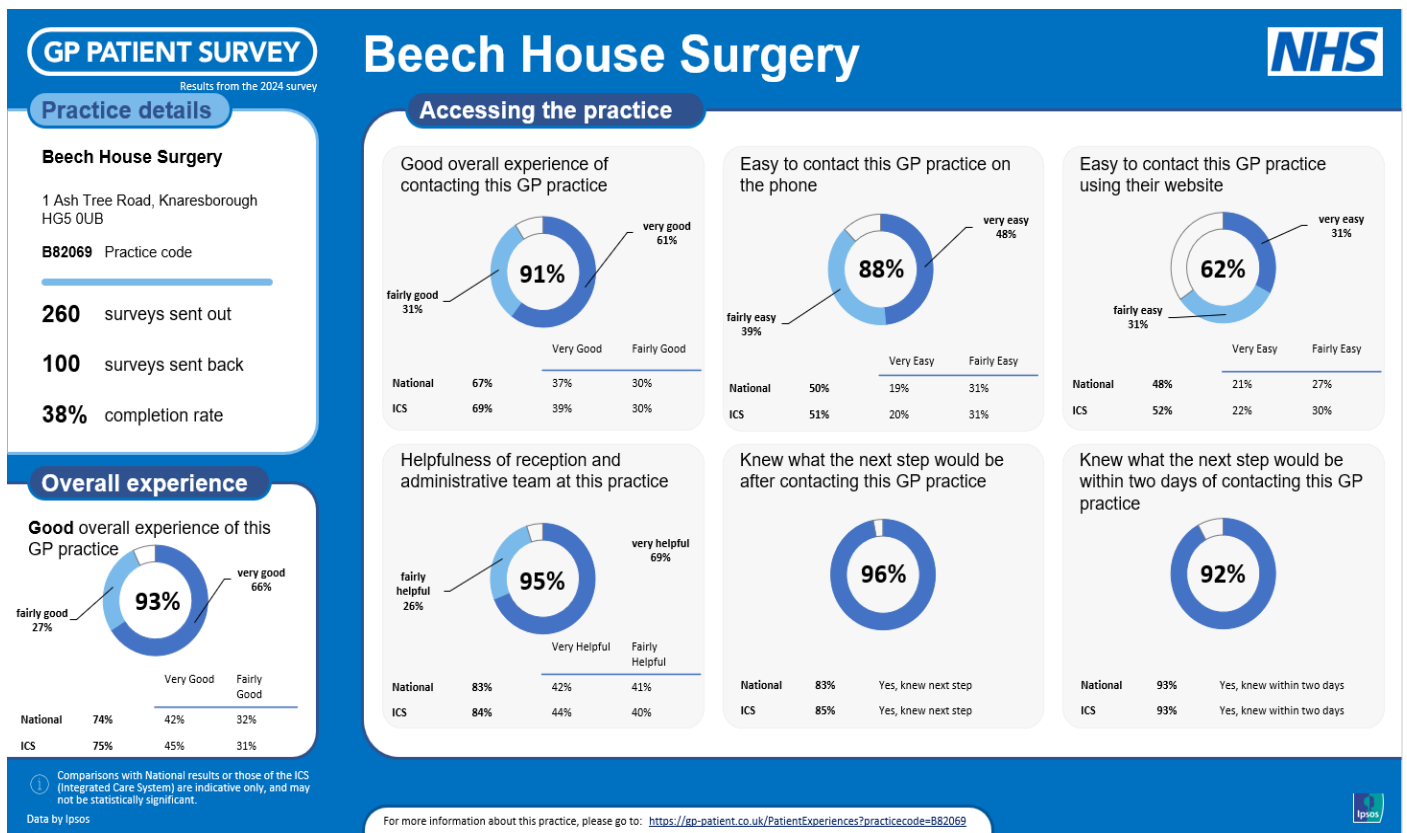 GP PATIENT SURVEY
Results from the 2024 survey
Beech House Surgery
NHS
Practice details
Beech House Surgery
1 Ash Tree Road, Knaresborough
HG5 0UB
B82069 Practice code
260 surveys sent out
100 surveys sent back
38% completion rate
Overall experience
Good overall experience of this
GP practice
very good
66%
93%
fairly good
27%
Very Good Fairly
Good
National 74% 42% 32%
ICS 75% 45% 31%
Comparisons with National results or those of the ICS
(Integrated Care System) are indicative only, and may
not be statistically significant.
Data by Ipsos
Accessing the practice
Good overall experience of
contacting this GP practice
very good
61%
91%
fairly good
31%
Very Good Fairly Good
National 67% 37% 30%
ICS 69% 39% 30%
Easy to contact this GP practice on
the phone
very easy
48%
88%
fairly easy
39%
Very Easy Fairly Easy
National 50% 19% 31%
ICS 51% 20% 31%
Easy to contact this GP practice
using their website
very easy
31%
62%
fairly easy
31%
Very Easy Fairly Easy
National 48% 21% 27%
ICS 52% 22% 30%
Helpfulness of reception and
administrative team at this practice
very helpful
69%
95%
fairly
helpful
26%
Very Helpful Fairly
Helpful
National 83% 42% 41%
ICS 84% 44% 40%
Knew what the next step would be
after contacting this GP practice
96%
National 83% Yes, knew next step
ICS 85% Yes, knew next step
Knew what the next step would be
within two days of contacting this GP
practice
92%
National 93% Yes, knew within two days
ICS 93% Yes, knew within two days
For more information about this practice, please go to: https://gp-patient.co.uk/PatientExperiences?practicecode=B82069
Ipsos